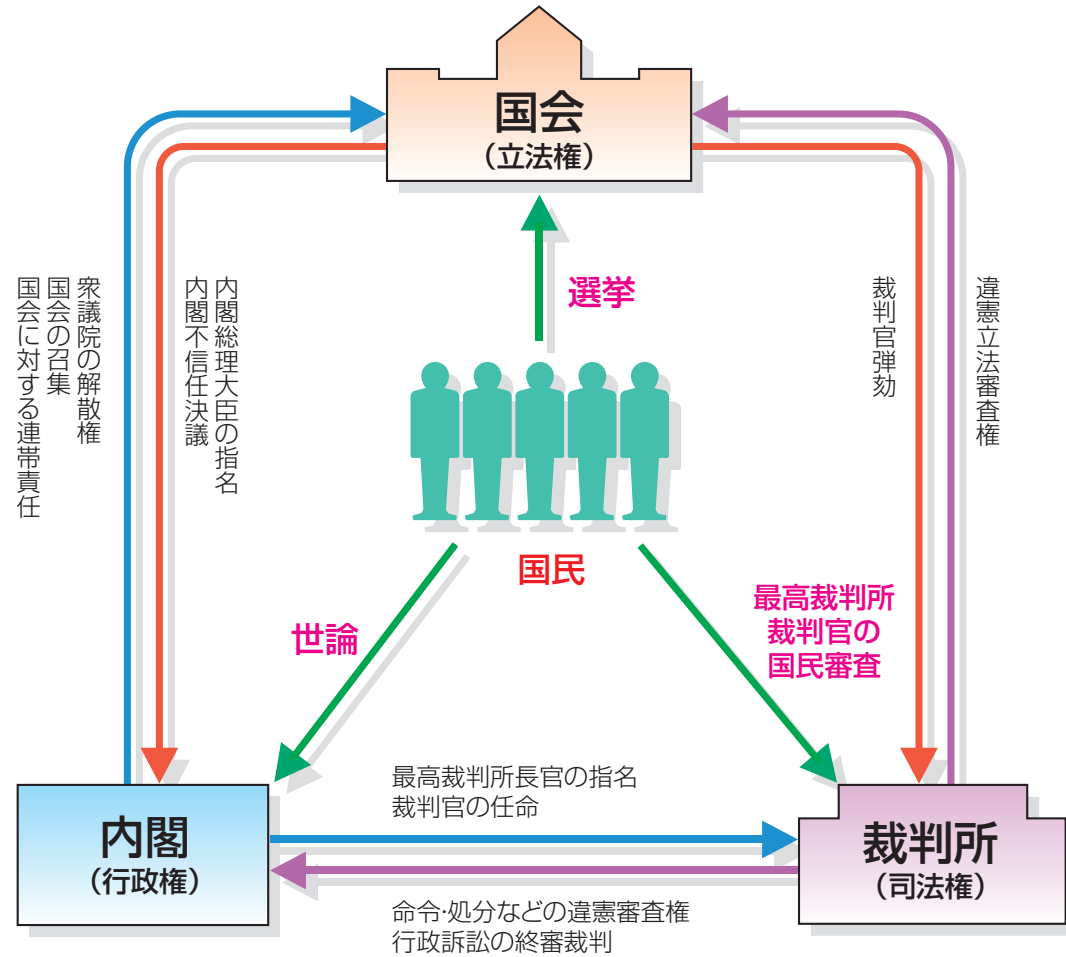 国会
（立法権）
選挙
衆議院の解散権
国会の召集
国会に対する連帯責任
内閣総理大臣の指名
内閣不信任決議
違憲立法審査権
裁判官弾劾
国民
世論
最高裁判所
裁判官の
国民審査
最高裁判所長官の指名
裁判官の任命
内閣
（行政権）
裁判所
（司法権）
命令・処分などの違憲審査権
行政訴訟の終審裁判